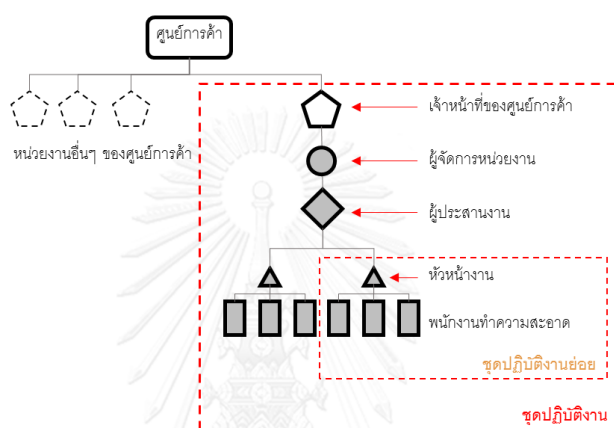 ศูนย์การค้า
เจ้าหน้าที่ของศูนย์การค้า
หน่วยงานอื่นๆ ของศูนย์การค้า
ผู้จัดการหน่วยงาน
ผู้ประสานงาน
หัวหน้างาน
พนักงานทำความสะอาด
ชุดปฏิบัติงานย่อย
ชุดปฏิบัติงาน